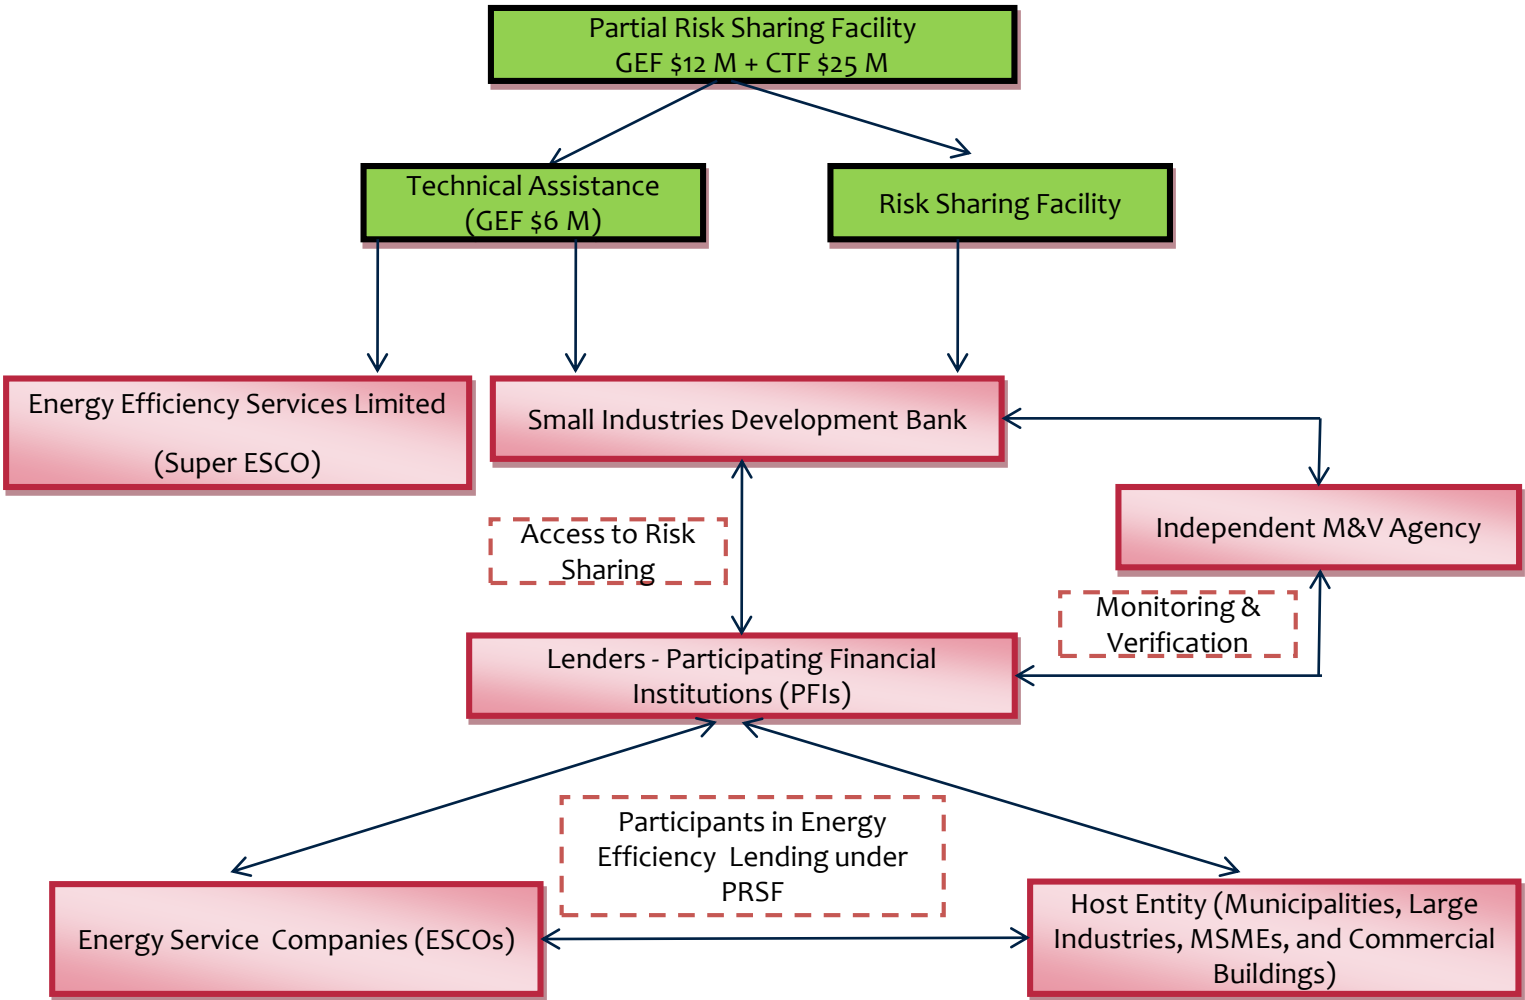 Partial Risk Sharing Facility
GEF $12 M + CTF $25 M
Technical Assistance
(GEF $6 M)
Risk Sharing Facility
Energy Efficiency Services Limited
(Super ESCO)
Small Industries Development Bank
Independent M&V Agency
Access to Risk
Sharing
Monitoring &
Verification
Lenders - Participating Financial
Institutions (PFIs)
Participants in Energy
Efficiency Lending under
PRSF
Energy Service Companies (ESCOs)
Host Entity (Municipalities, Large
Industries, MSMEs, and Commercial
Buildings)